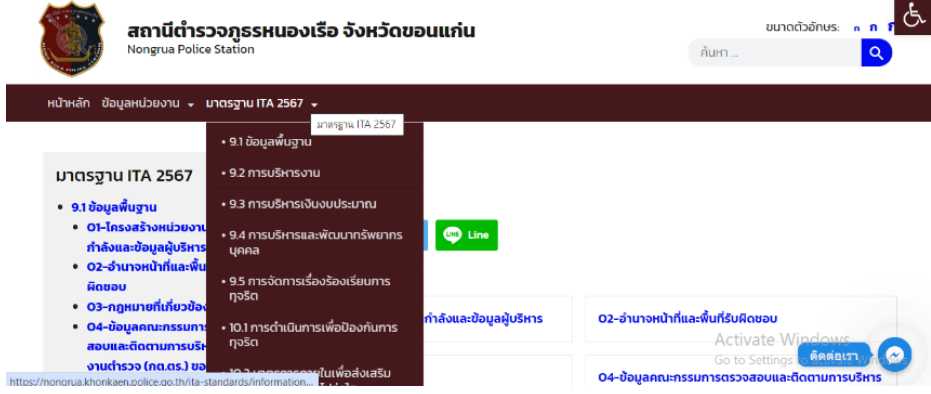 สถานีตำรวจภูธรหนองเรือ จังหวัดขอนแก่น
Nongrua Police Station
ขนาดตัวอักษร: ก ก ก
ค้นหา ...
หน้าหลัก ข้อมูลหน่วยงาน มาตรฐาน ITA 2567
มาตรฐาน ITA 2567
• 9.1 ข้อมูลพื้นฐาน
• 9.2 การบริหารงาน
• 9.3 การบริหารเงินงบประมาณ
• 9.4 การบริหารและพัฒนาทรัพยากร
บุคคล
• 9.5 การจัดการเรื่องร้องเรียนการ
ทุจริต
• 10.1 การดำเนินการเพื่อป้องกันการ
ทุจริต
มาตรฐาน ITA 2567
• 9.1 ข้อมูลพื้นฐาน
• O1-โครงสร้างหน่วยงาน
กำลังและข้อมูลผู้บริหาร
• O2-อำนาจหน้าที่และพื้น
ผิดชอบ
• O3-กฎหมายที่เกี่ยวข้อง
• O4-ข้อมูลคณะกรรมการ
สอบและติดตามการบริห
งานตำรวจ (กต.ตร.) ขอ
Line
กำลังและข้อมูลผู้บริหาร
O2-อำนาจหน้าที่และพื้นที่รับผิดชอบ
Activate Windows
Go to Settings
ติดต่อเรา
O4-ข้อมูลคณะกรรมการตรวจสอบและติดตามการบริหาร
https://nongrua.khonkaen.police.go.th/ita-standards/information...